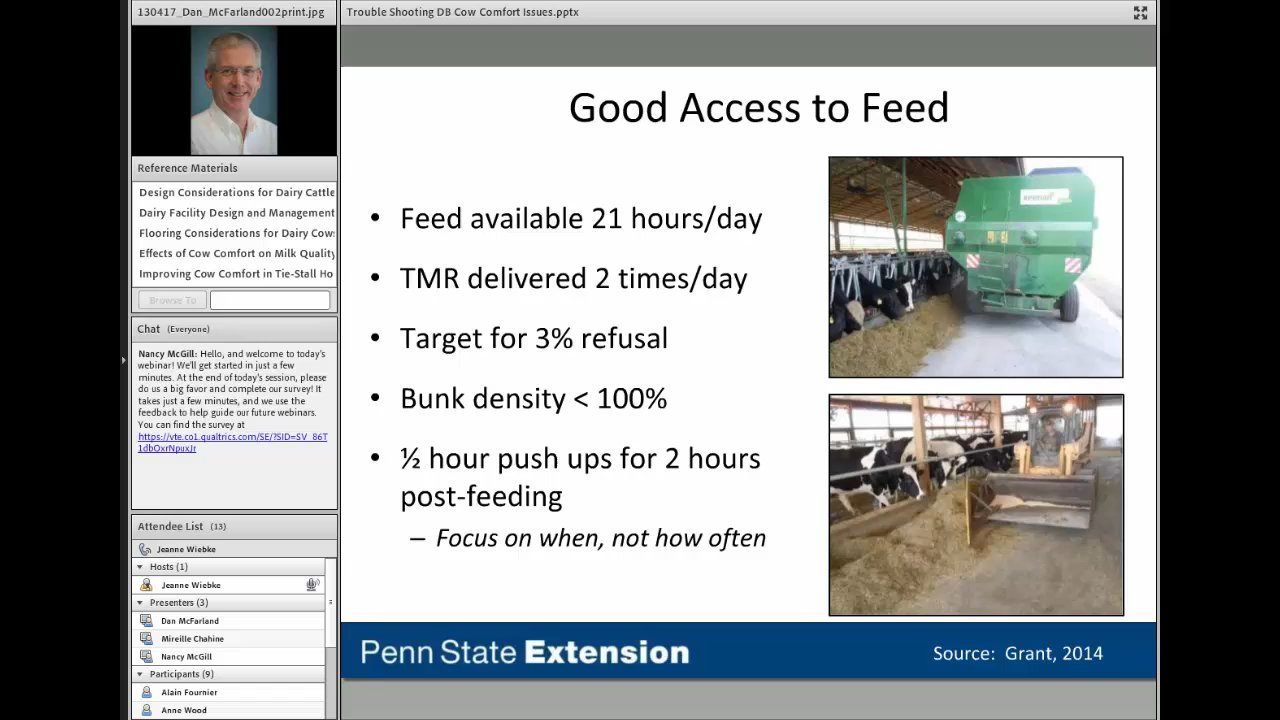 130417_Dan_McFarland002print.jpg
Reference Materials
Design Considerations for Dairy Cattle
Dairy Facility Design and Management
Flooring Considerations for Dairy Cow
Effects of Cow Comfort on Milk Quality
Improving Cow Comfort in Tie-Stall Ho
Browse To
Chat (Everyone)
Nancy McGill: Hello, and welcome to today's
webinar! We'll get started in just a few
minutes. At the end of today's session, please
do us a big favor and complete our survey! It
takes just a few minutes, and we use the
feedback to help guide our future webinars.
You can find the survey at
https://vte.co1.qualtrics.com/SE/?SID=SV_86T
1dbOxrNpuxJr
Attendee List (13)
Jeanne Wiebke
Hosts (1)
Jeanne Wiebke
Presenters (3)
Dan McFarland
Mireille Chahine
Nancy McGill
Participants (9)
Alain Fournier
Anne Wood
Trouble Shooting DB Cow Comfort Issues.pptx
Good Access to Feed
• Feed available 21 hours/day
• TMR delivered 2 times/day
• Target for 3% refusal
• Bunk density < 100%
• ½ hour push ups for 2 hours
post-feeding
– Focus on when, not how often
Penn State Extension
Source: Grant, 2014